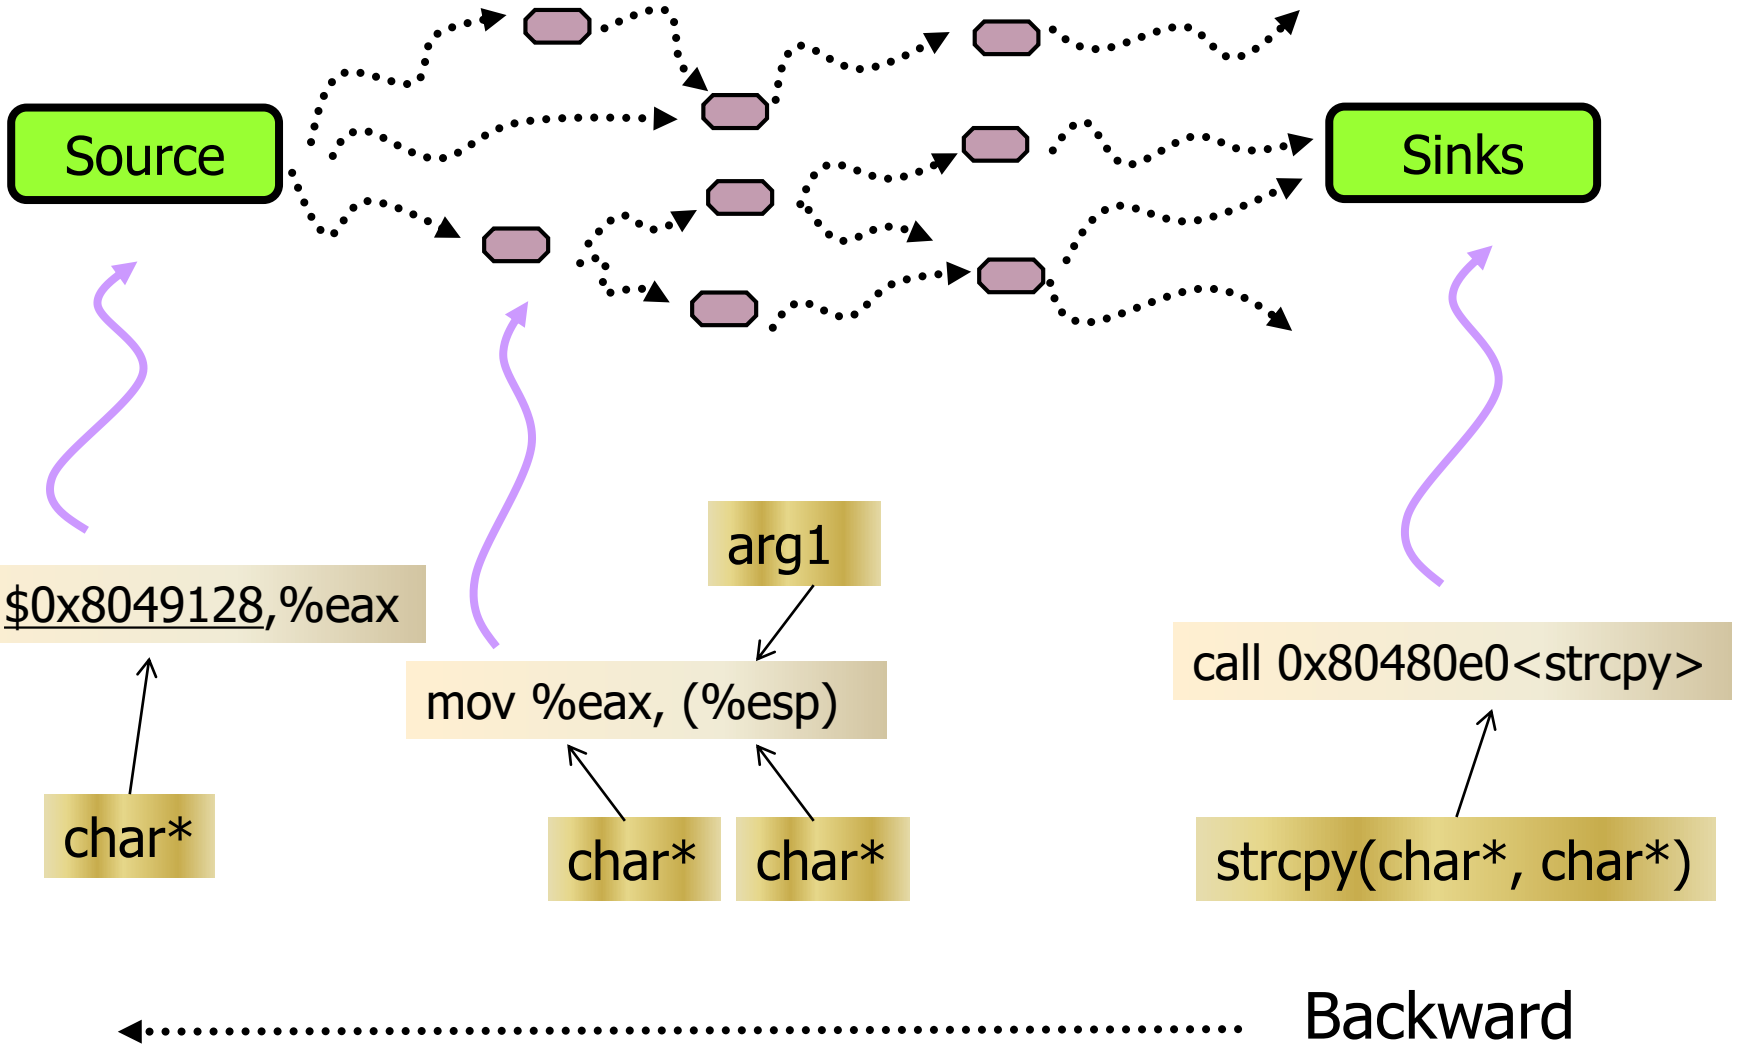 Source
Sinks
arg1
$0x8049128,%eax
mov %eax, (%esp)
call 0x80480e0<strcpy>
char*
char*
char*
strcpy(char*, char*)
Backward